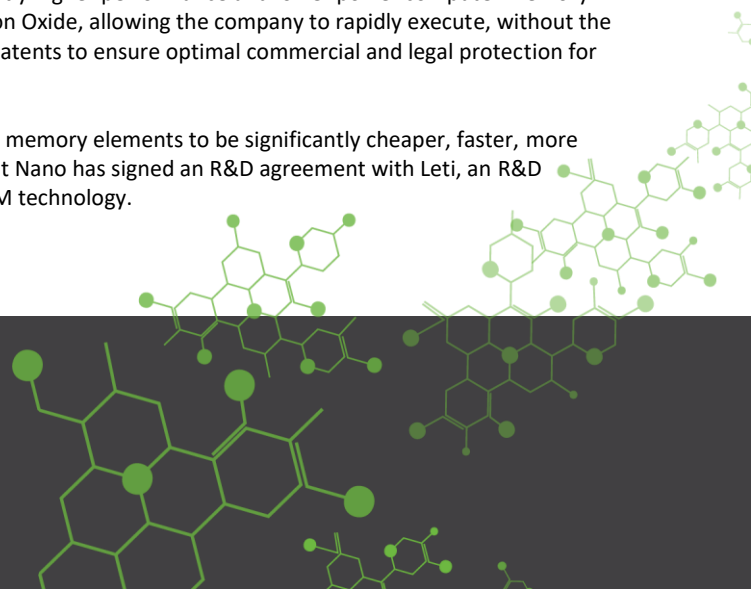 on Oxide, allowing the company to rapidly execute, without the
atents to ensure optimal commercial and legal protection for
memory elements to be significantly cheaper, faster, more
t Nano has signed an R&D agreement with Leti, an R&D
M technology.